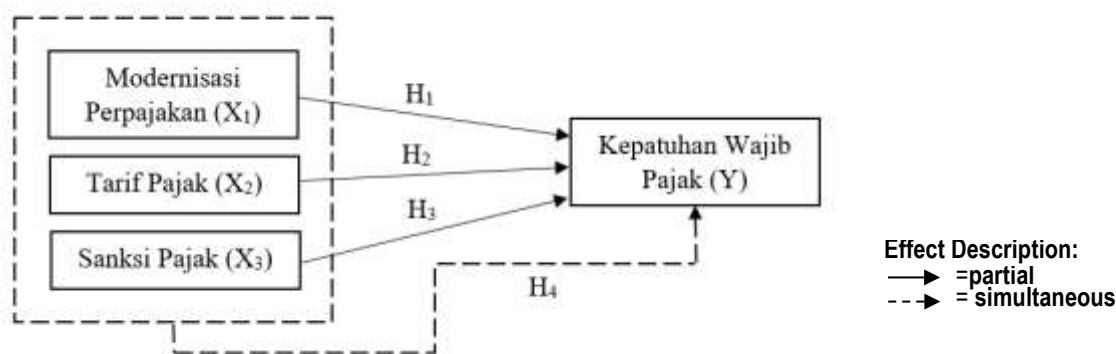 Modernisasi
Perpajakan (X₁)
Tarif Pajak (X₂)
Sanksi Pajak (X₃)
H₁
H₂
H₃
H₄
Kepatuhan Wajib
Pajak (Y)
Effect Description:
=partial
= simultaneous